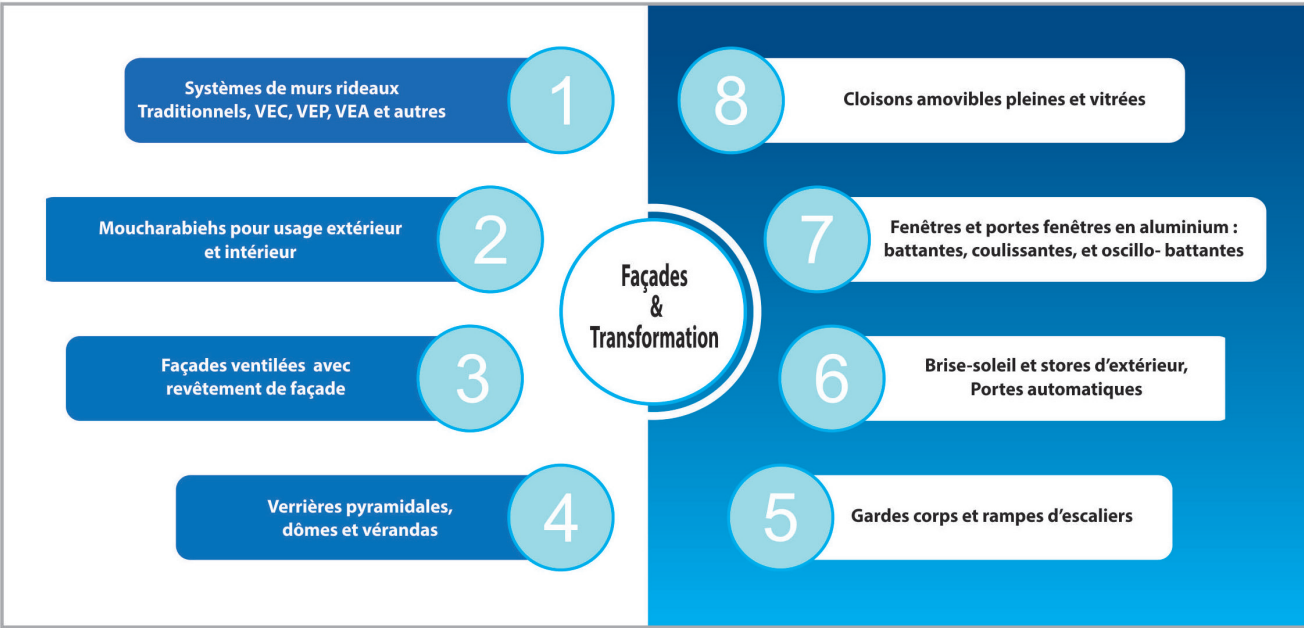 1
Systèmes de murs rideaux
Traditionnels, VEC, VEP, VEA et autres
2
Moucharabiehs pour usage extérieur
et intérieur
3
Façades ventilées  avec
revêtement de façade
4
Verrières pyramidales,
dômes et vérandas
Façades
&
Transformation
8
Cloisons amovibles pleines et vitrées
7
Fenêtres et portes fenêtres en aluminium :
battantes, coulissantes, et oscillo- battantes
6
Brise-soleil et stores d’extérieur,
Portes automatiques
5
Gardes corps et rampes d’escaliers